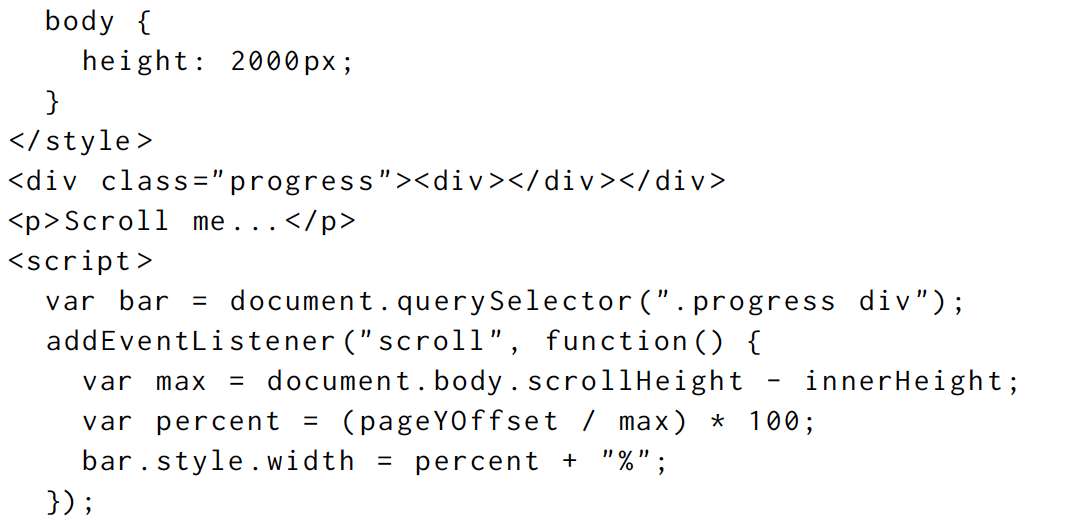 body {
height: 2000px;
}
</style>
<div class="progress"><div></div></div>
<p>Scroll me...</p>
<script>
var bar = document.querySelector(".progress div");
addEventListener("scroll", function() {
var max = document.body.scrollHeight - innerHeight;
var percent = (pageYOffset / max) * 100;
bar.style.width = percent + "%";
});